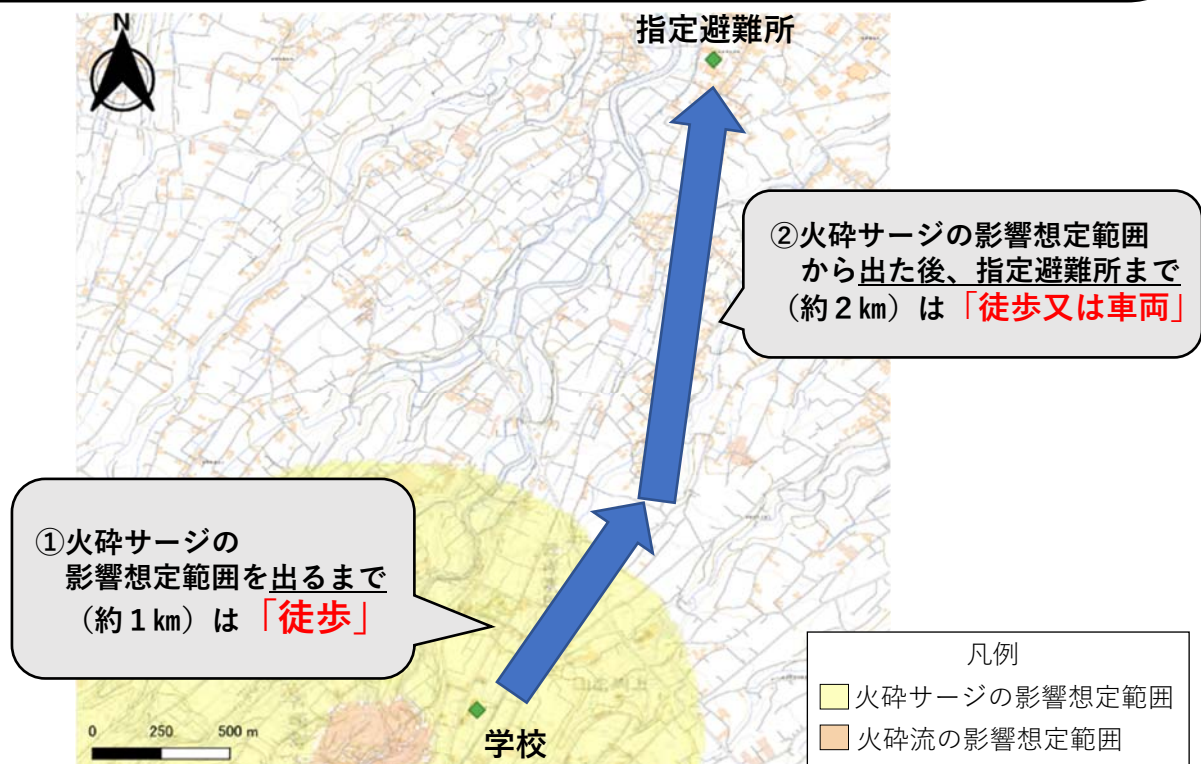 N
指定避難所
②火砕サージの影響想定範囲
から出た後、指定避難所まで
（約２㎞）は「徒歩又は車両」
①火砕サージの
影響想定範囲を出るまで
（約１㎞）は「徒歩」
凡例
火砕サージの影響想定範囲
火砕流の影響想定範囲
0 250 500 m
学校